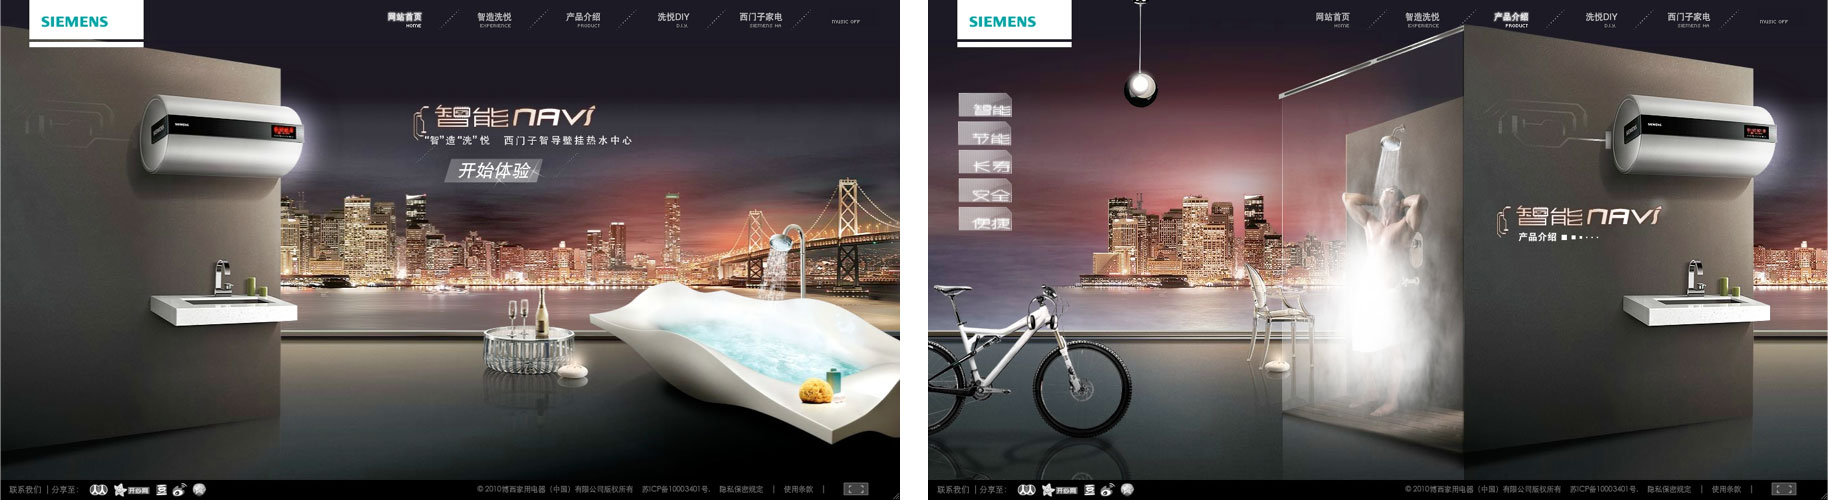 SIEMENS
网站首页 智造洗悦 产品介绍 洗悦DIY 西门子家电
HOME EXPERIENCE PRODUCT D.I.Y. SIEMENS HA MUSIC OFF
智能NAVI
“智”造“洗”悦 西门子智导壁挂热水中心
开始体验
SIEMENS
联系我们 | 分享至: 开心网
© 2010博西家用电器（中国）有限公司版权所有 苏ICP备10003401号. 隐私保密规定 | 使用条款 |
SIEMENS
网站首页 智造洗悦 产品介绍 洗悦DIY 西门子家电
HOME EXPERIENCE PRODUCT D.I.Y. SIEMENS HA MUSIC OFF
智能
节能
长寿
安全
便捷
SIEMENS
智能NAVI
产品介绍
联系我们 | 分享至: 开心网
© 2010博西家用电器（中国）有限公司版权所有 苏ICP备10003401号. 隐私保密规定 | 使用条款 |